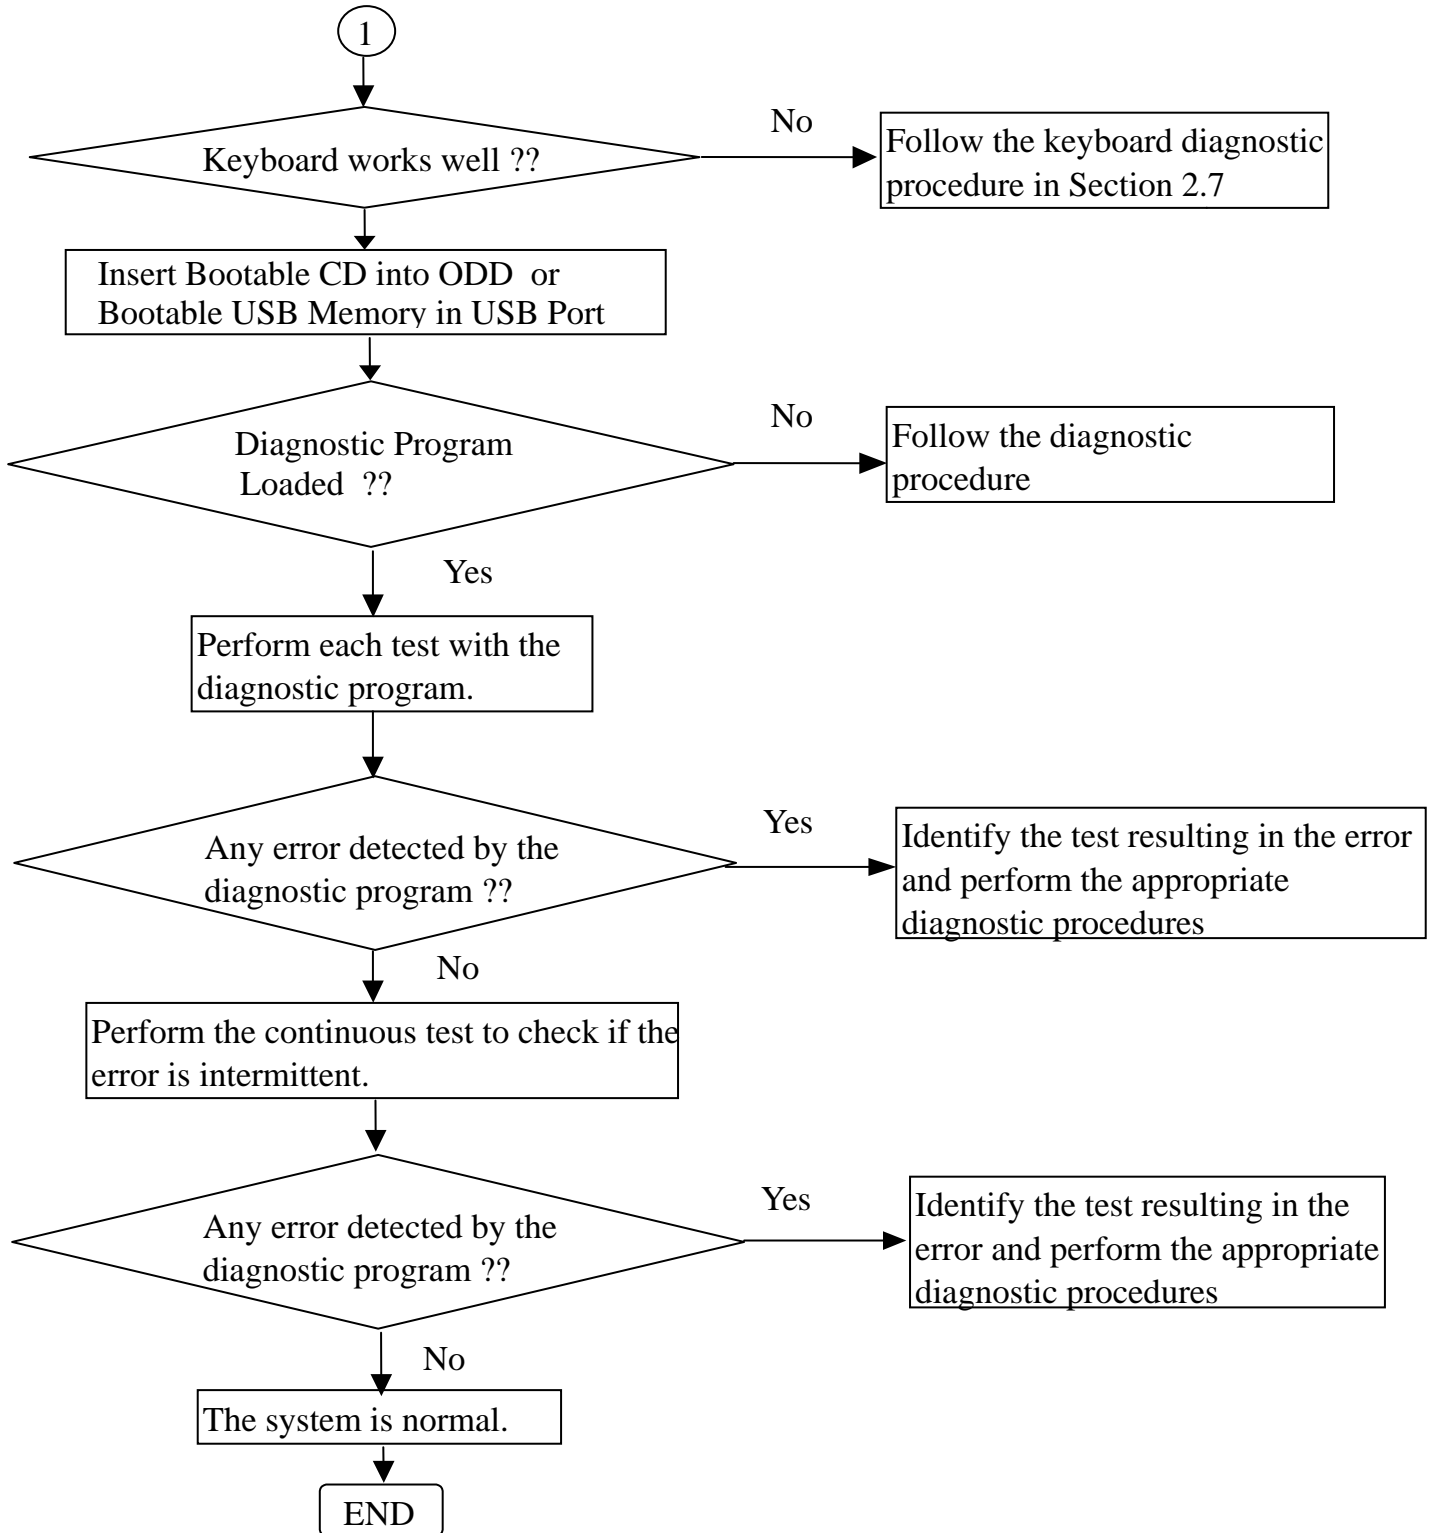 1
No
Keyboard works well ??
Follow the keyboard diagnostic
procedure in Section 2.7
Insert Bootable CD into ODD or
Bootable USB Memory in USB Port
No
Diagnostic Program
Loaded ??
Follow the diagnostic
procedure
Yes
Perform each test with the
diagnostic program.
Yes
Any error detected by the
diagnostic program ??
Identify the test resulting in the error
and perform the appropriate
diagnostic procedures
No
Perform the continuous test to check if the
error is intermittent.
Yes
Any error detected by the
diagnostic program ??
Identify the test resulting in the
error and perform the appropriate
diagnostic procedures
No
The system is normal.
END